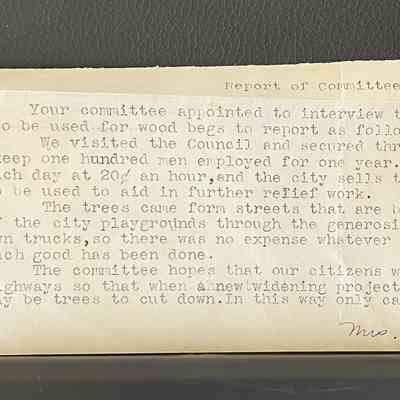 Report of Committee
Your committee appointed to interview t
o be used for wood begs to report as follo
We visited the Council and secured thr
keep one hundred men employed for one year.
ach day at 20¢ an hour,and the city sells t
o be used to aid in further relief work.
The trees came form streets that are b
f the city playgrounds through the generosi
wn trucks,so there was no expense whatever
uch good has been done.
The committee hopes that our citizens w
ighways so that when a new widening project
ay be trees to cut down.In this way only ca
Mrs.